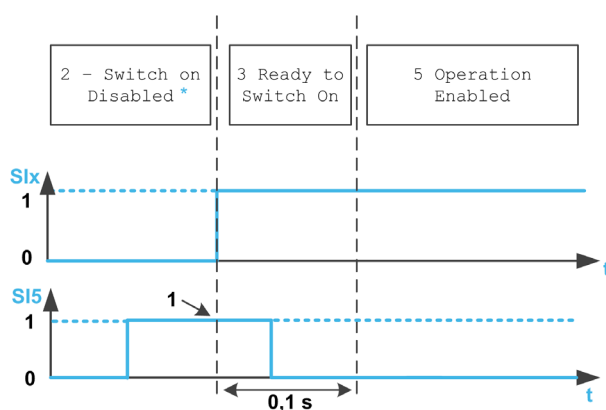 2 – Switch on
Disabled *
3 Ready to
Switch On
5 Operation
Enabled
SIx
1
0
t
SI5
1
1
0
0,1 s
t